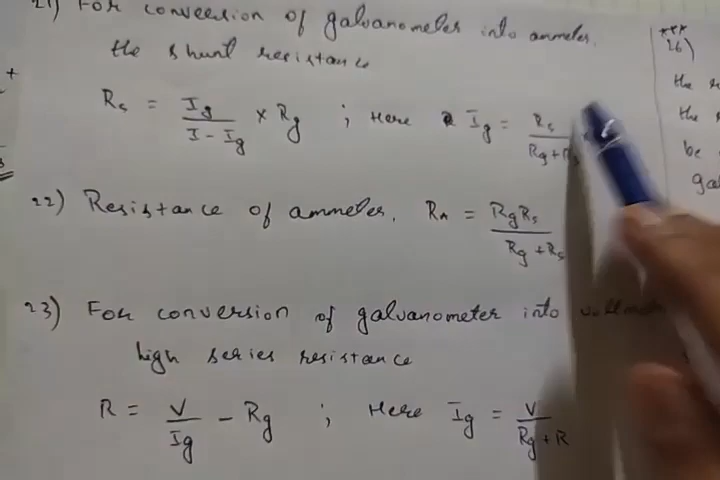 21) For conversion of galvanometer into ammeter,
the shunt resistance
Rs = Ig / (I - Ig) × Rg ; Here Ig = Rs / (Rg + Rs
22) Resistance of ammeter, RA = RgRs / (Rg + Rs)
23) For conversion of galvanometer into
high series resistance
R = V / Ig - Rg ; Here Ig = V / (Rg + R)
***
26)
the
the
be